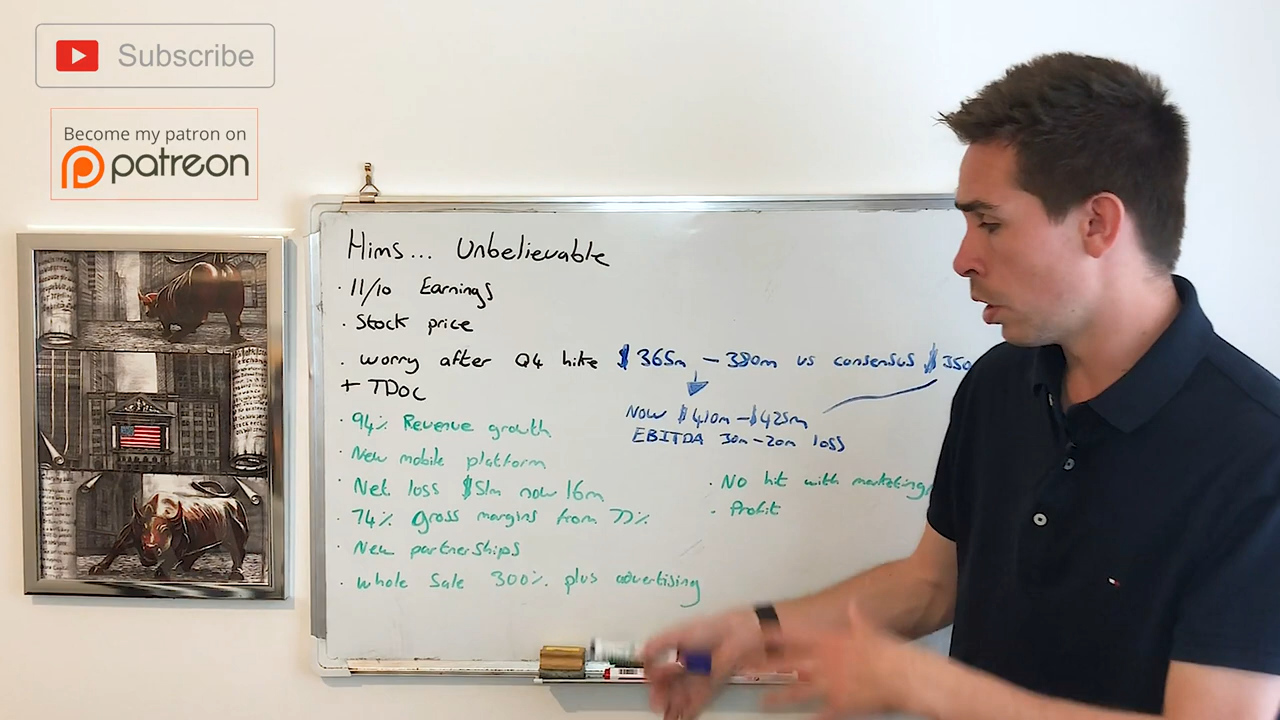 Subscribe
Become my patron on
patreon
Hims... Unbelievable
· 11/10 Earnings
· Stock price
· worry after Q4 hike $365m - 380m vs consensus $350
+ TDoc
Now $410m - $425m
EBITDA 30m - 20m loss
· 94% Revenue growth
· New mobile platform
· Net loss $51m now 16m
· 74% gross margins from 77%
· New partnerships
· whole Sale 300% plus advertising
· No hit with marketing
· Profit